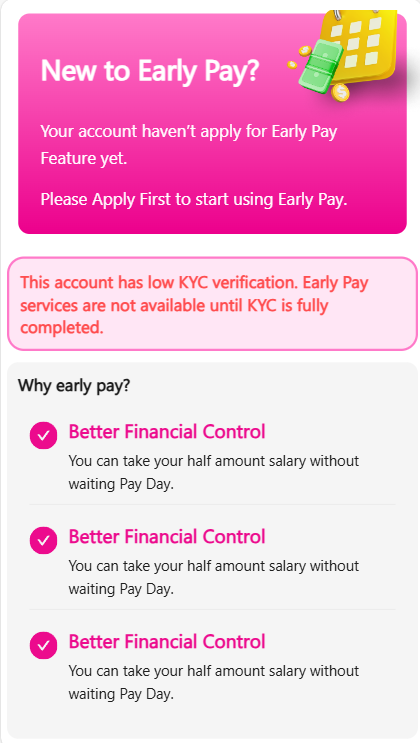 New to Early Pay?
Your account haven't apply for Early Pay
Feature yet.
Please Apply First to start using Early Pay.
This account has low KYC verification. Early Pay
services are not available until KYC is fully
completed.
Why early pay?
Better Financial Control
You can take your half amount salary without
waiting Pay Day.
Better Financial Control
You can take your half amount salary without
waiting Pay Day.
Better Financial Control
You can take your half amount salary without
waiting Pay Day.